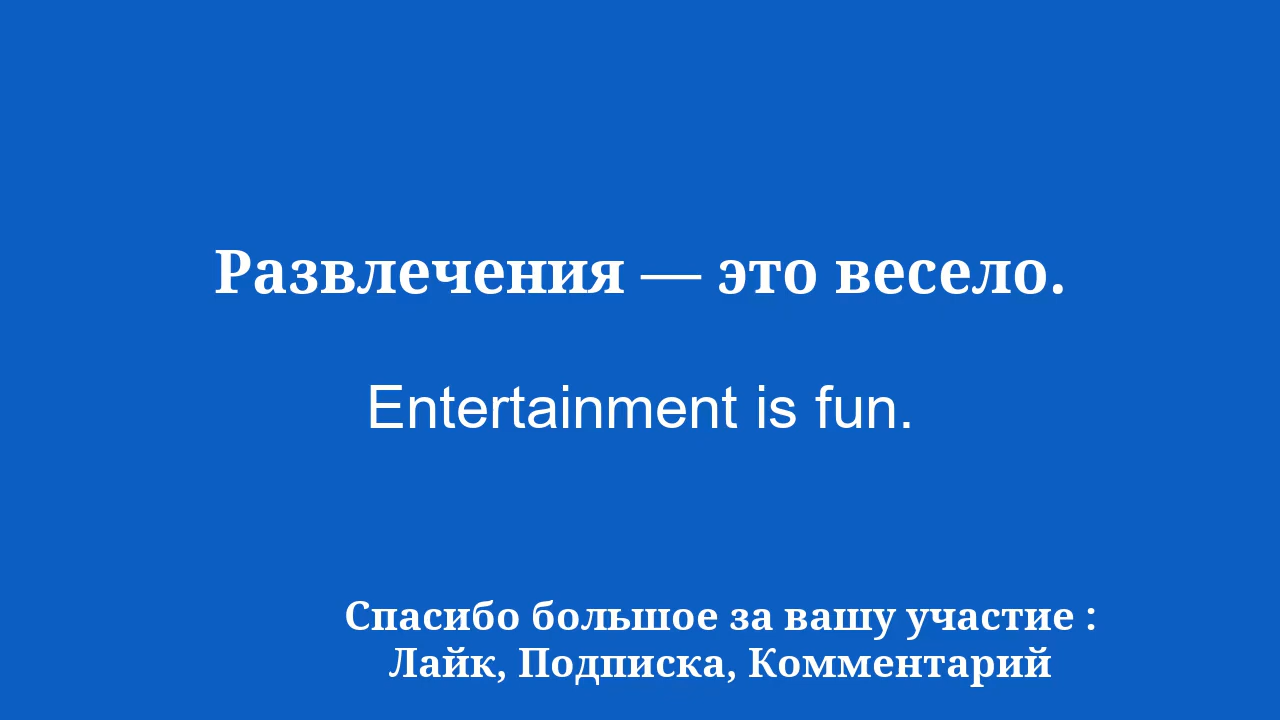 Развлечения — это весело.
Entertainment is fun.
Спасибо большое за вашу участие :
Лайк, Подписка, Комментарий